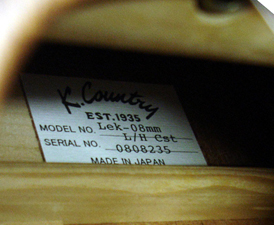 K. Country
EST.1935
MODEL NO. Lek-08mm
L/H Cst
SERIAL NO. 0808235
MADE IN JAPAN